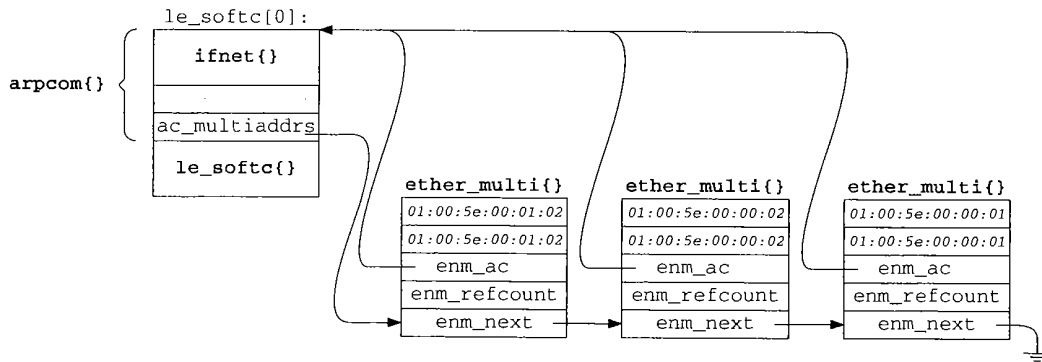 le_softc[0]:
ifnet{}
arpcom{}
ac_multiaddrs
le_softc{}
ether_multi{} ether_multi{} ether_multi{}
01:00:5e:00:01:02 01:00:5e:00:00:02 01:00:5e:00:00:01
01:00:5e:00:01:02 01:00:5e:00:00:02 01:00:5e:00:00:01
enm_ac enm_ac enm_ac
enm_refcount enm_refcount enm_refcount
enm_next enm_next enm_next